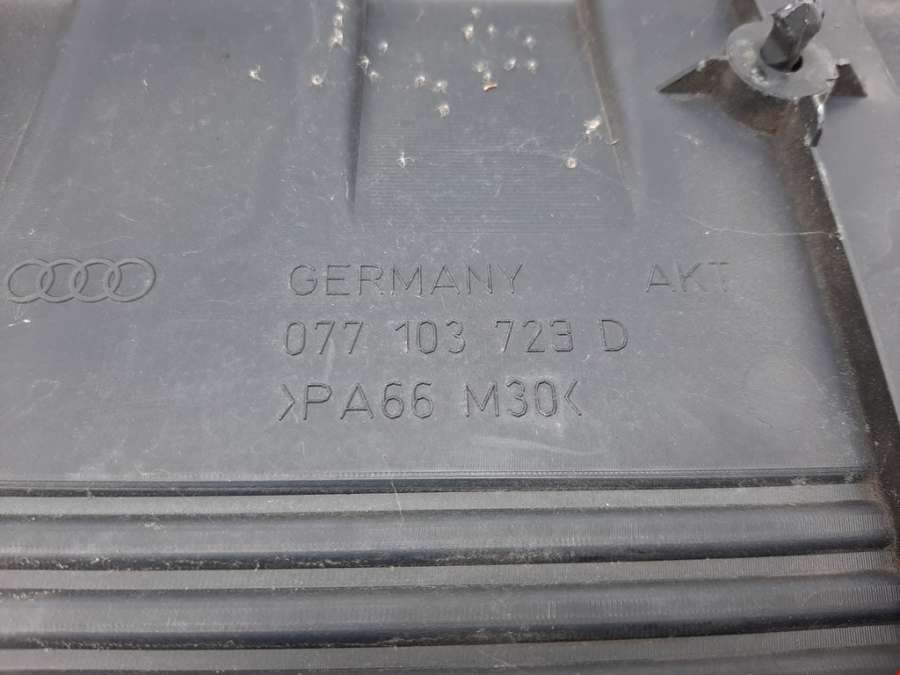 GERMANY AKT
077 103 723 D
>PA66 M30<